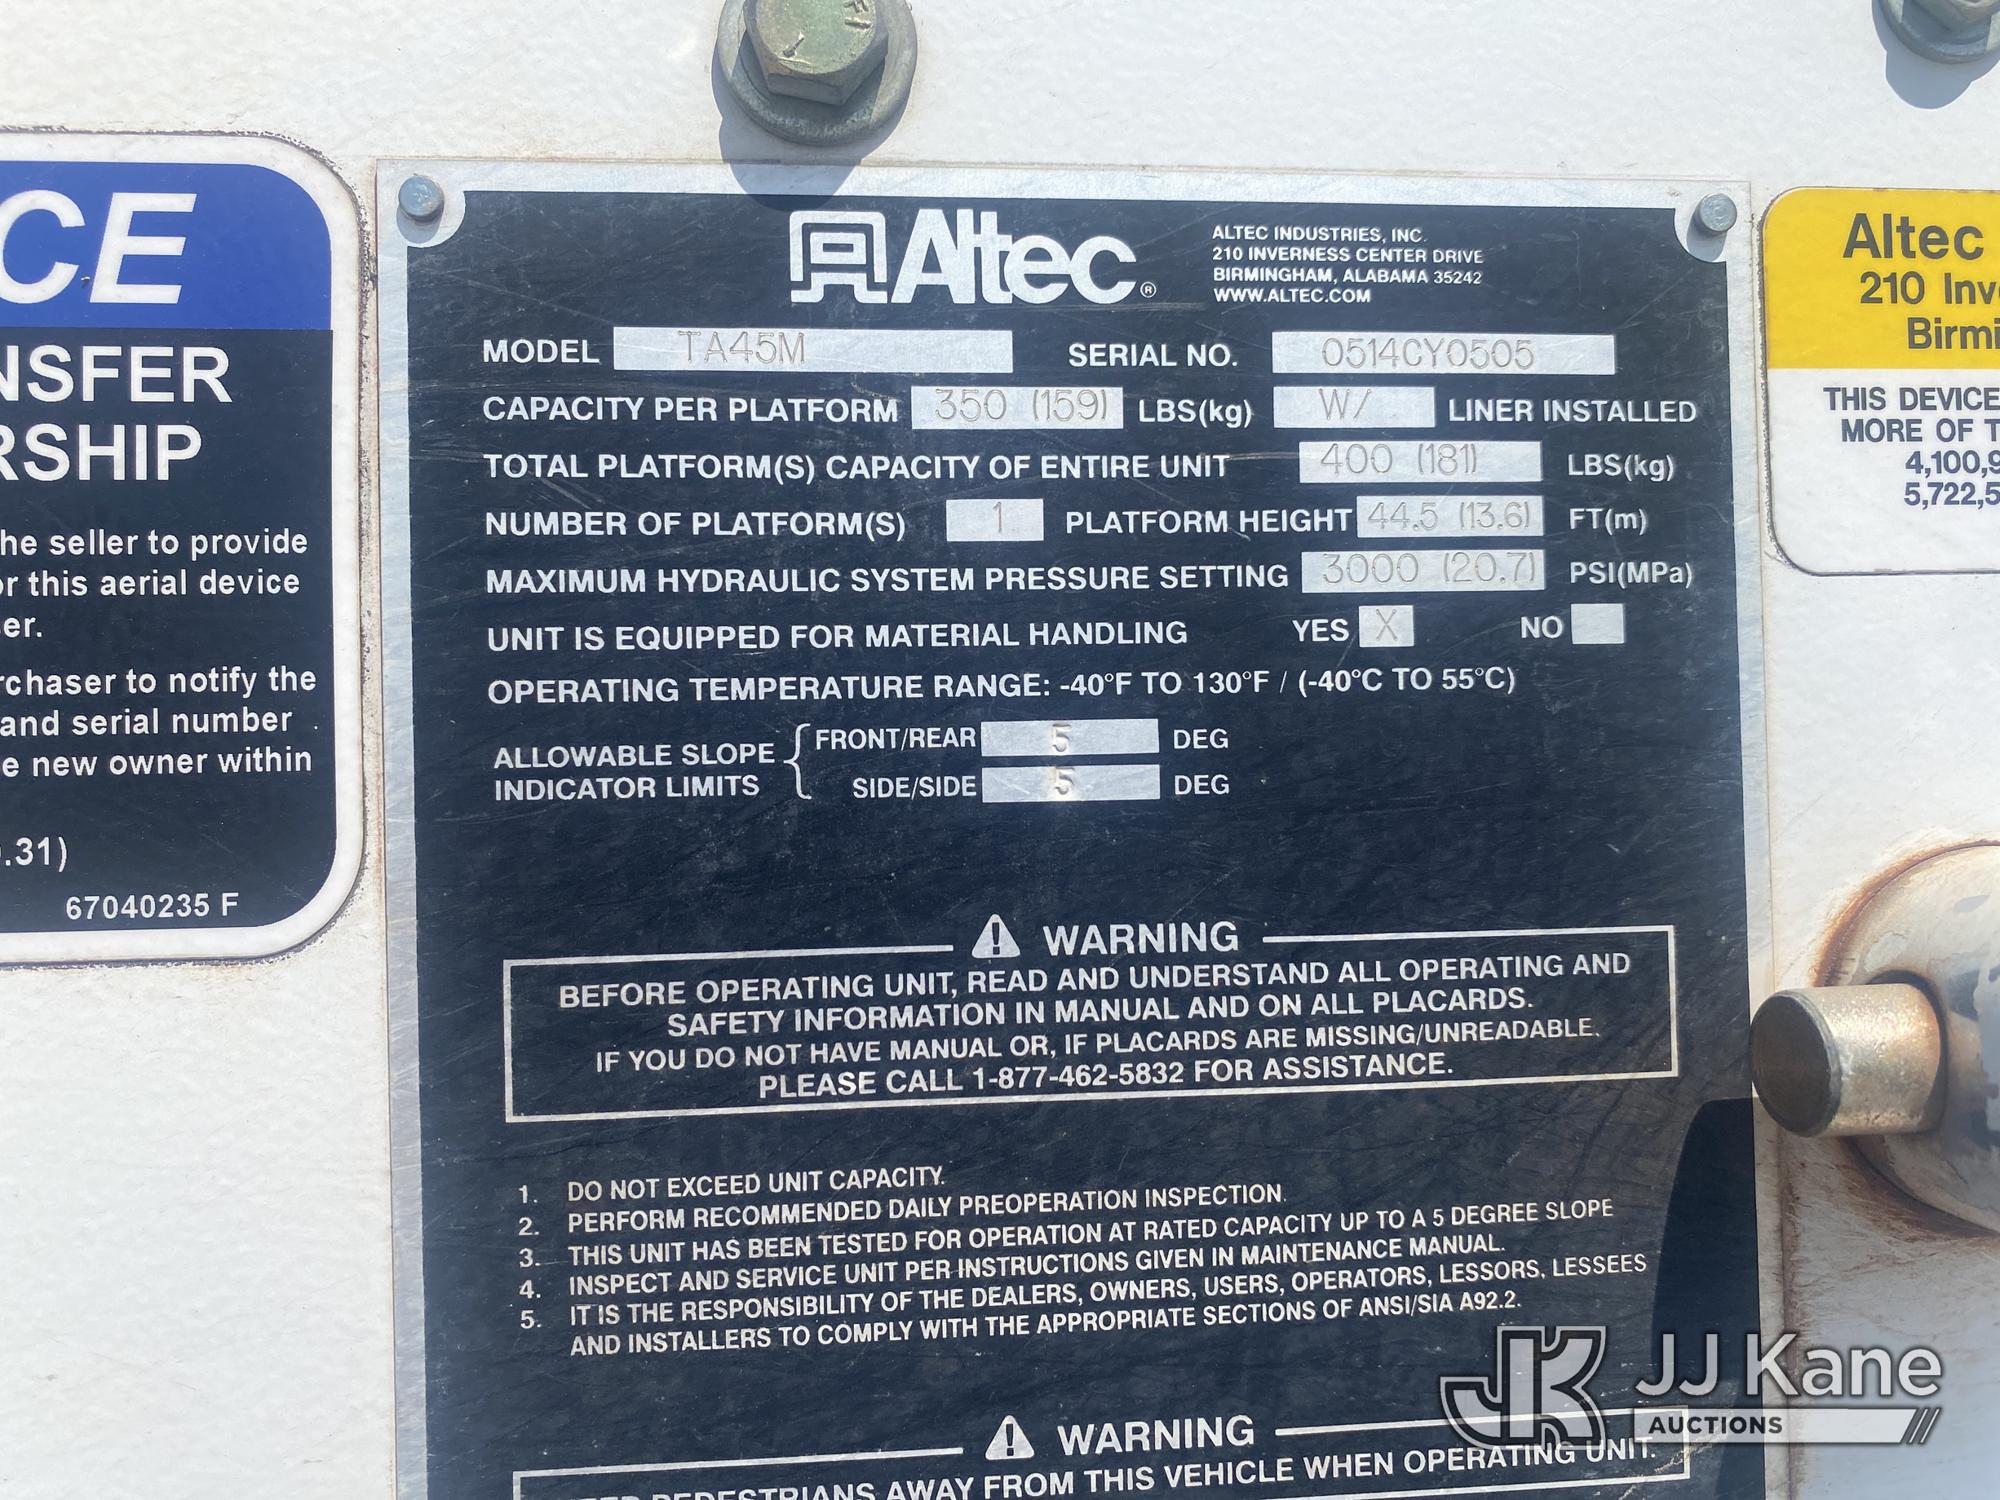 CE
NSFER
RSHIP
he seller to provide
or this aerial device
er.
rchaser to notify the
and serial number
e new owner within
.31)
67040235 F
Altec
ALTEC INDUSTRIES, INC.
210 INVERNESS CENTER DRIVE
BIRMINGHAM, ALABAMA 35242
WWW.ALTEC.COM
MODEL TA45M SERIAL NO. 0514CY0505
CAPACITY PER PLATFORM 350 (159) LBS(kg) W/ LINER INSTALLED
TOTAL PLATFORM(S) CAPACITY OF ENTIRE UNIT 400 (181) LBS(kg)
NUMBER OF PLATFORM(S) 1 PLATFORM HEIGHT 44.5 (13.6) FT(m)
MAXIMUM HYDRAULIC SYSTEM PRESSURE SETTING 3000 (20.7) PSI(MPa)
UNIT IS EQUIPPED FOR MATERIAL HANDLING YES X NO
OPERATING TEMPERATURE RANGE: -40°F TO 130°F / (-40°C TO 55°C)
ALLOWABLE SLOPE INDICATOR LIMITS
FRONT/REAR 5 DEG
SIDE/SIDE 5 DEG
WARNING
BEFORE OPERATING UNIT, READ AND UNDERSTAND ALL OPERATING AND
SAFETY INFORMATION IN MANUAL AND ON ALL PLACARDS.
IF YOU DO NOT HAVE MANUAL OR, IF PLACARDS ARE MISSING/UNREADABLE.
PLEASE CALL 1-877-462-5832 FOR ASSISTANCE.
1. DO NOT EXCEED UNIT CAPACITY.
2. PERFORM RECOMMENDED DAILY PREOPERATION INSPECTION.
3. THIS UNIT HAS BEEN TESTED FOR OPERATION AT RATED CAPACITY UP TO A 5 DEGREE SLOPE
4. INSPECT AND SERVICE UNIT PER INSTRUCTIONS GIVEN IN MAINTENANCE MANUAL.
5. IT IS THE RESPONSIBILITY OF THE DEALERS, OWNERS, USERS, OPERATORS, LESSORS, LESSEES
AND INSTALLERS TO COMPLY WITH THE APPROPRIATE SECTIONS OF ANSI/SIA A92.2.
WARNING
PEDESTRIANS AWAY FROM THIS VEHICLE WHEN OPERATING UNIT.
Altec
210 Inv
Birmi
THIS DEVICE
MORE OF T
4,100,9
5,722,5
JK JJ Kane
AUCTIONS